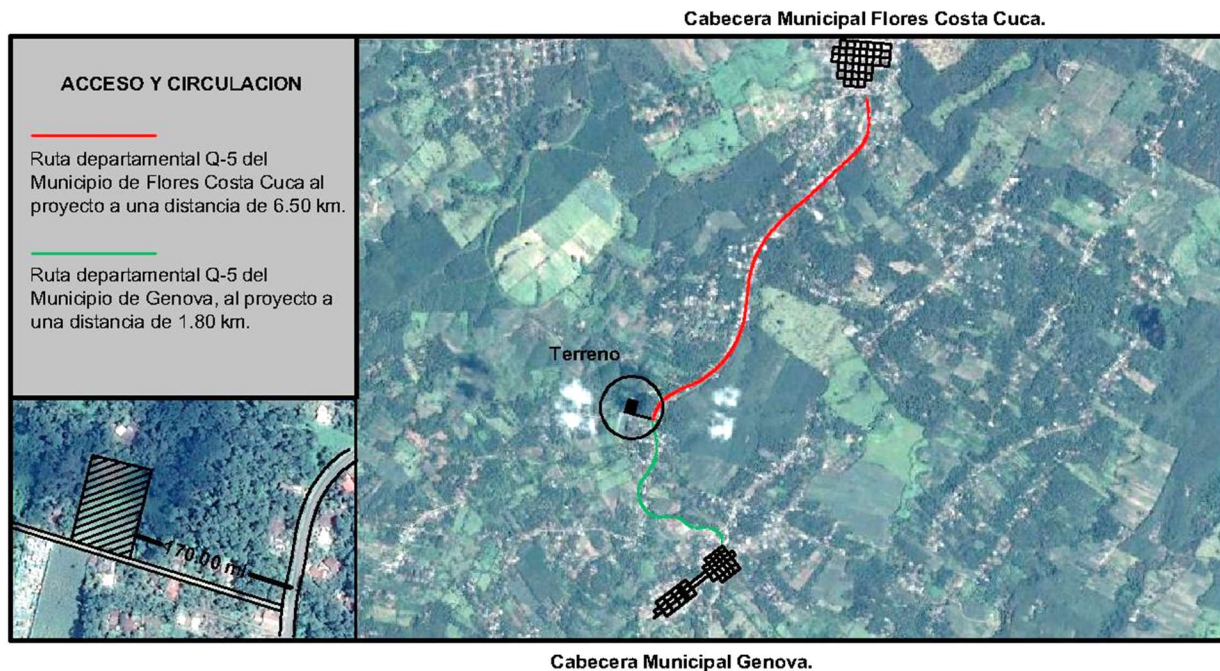 Cabecera Municipal Flores Costa Cuca.
ACCESO Y CIRCULACION
Ruta departamental Q-5 del
Municipio de Flores Costa Cuca al
proyecto a una distancia de 6.50 km.
Ruta departamental Q-5 del
Municipio de Genova, al proyecto a
una distancia de 1.80 km.
Terreno
170.00 ml
Cabecera Municipal Genova.